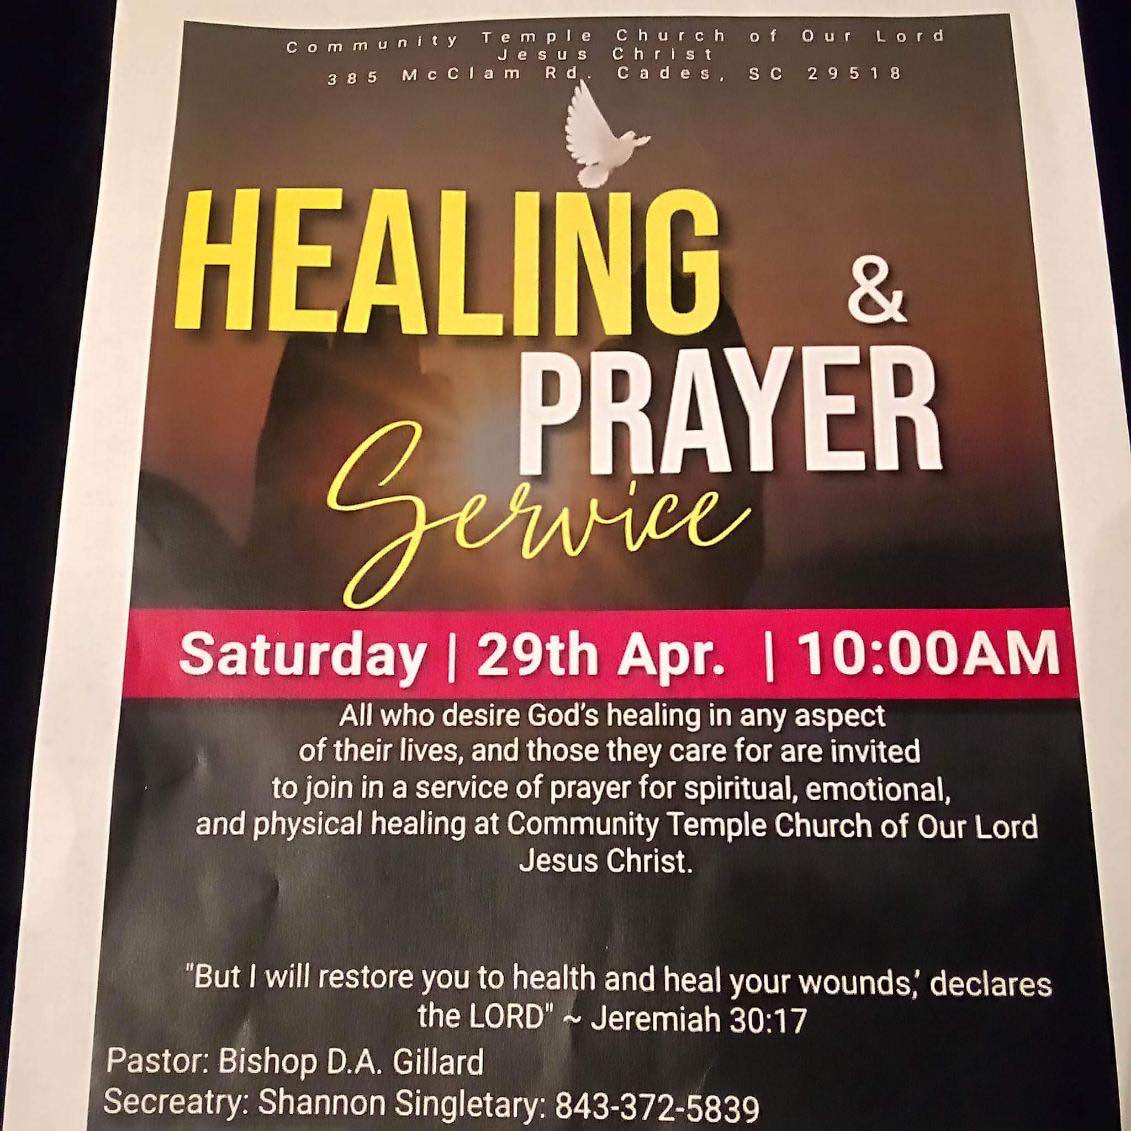 Community Temple Church of Our Lord
Jesus Christ
385 McClam Rd. Cades, SC 29518
HEALING
&
PRAYER
Service
Saturday | 29th Apr. | 10:00AM
All who desire God's healing in any aspect
of their lives, and those they care for are invited
to join in a service of prayer for spiritual, emotional,
and physical healing at Community Temple Church of Our Lord
Jesus Christ.
"But I will restore you to health and heal your wounds,' declares
the LORD" ~ Jeremiah 30:17
Pastor: Bishop D.A. Gillard
Secreatry: Shannon Singletary: 843-372-5839